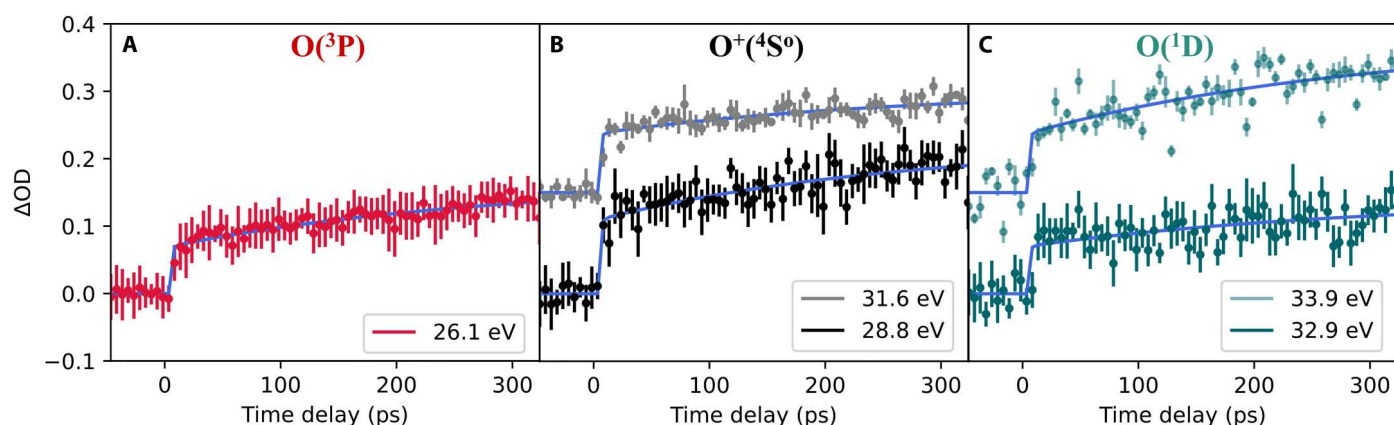 A
O(³P)
B
O⁺(⁴Sᵒ)
C
O(¹D)
0.4
0.3
0.2
0.1
0.0
−0.1
ΔOD
26.1 eV
31.6 eV
28.8 eV
33.9 eV
32.9 eV
0 100 200 300
0 100 200 300
0 100 200 300
Time delay (ps)
Time delay (ps)
Time delay (ps)